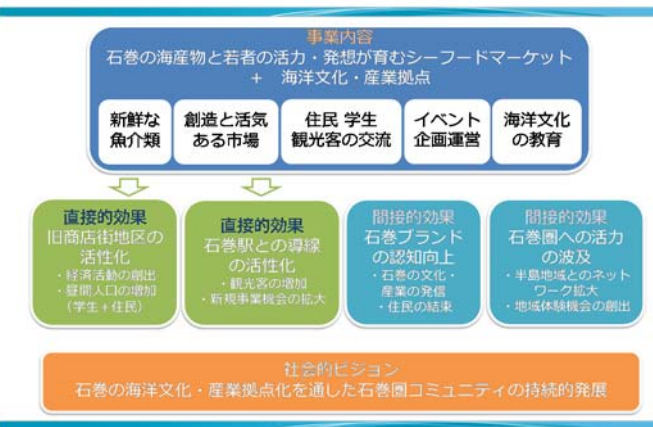 事業内容
石巻の海産物と若者の活力・発想が育むシーフードマーケット
+ 海洋文化・産業拠点
新鮮な
魚介類
創造と活気
ある市場
住民 学生
観光客の交流
イベント
企画運営
海洋文化
の教育
直接的効果
旧商店街地区の
活性化
・経済活動の創出
・昼間人口の増加
(学生+住民)
直接的効果
石巻駅との導線
の活性化
・観光客の増加
・新規事業機会の拡大
間接的効果
石巻ブランド
の認知向上
・石巻の文化・
産業の発信
・住民の結束
間接的効果
石巻圏への活力
の波及
・半島地域とのネット
ワーク拡大
・地域体験機会の創出
社会的ビジョン
石巻の海洋文化・産業拠点化を通した石巻圏コミュニティの持続的発展